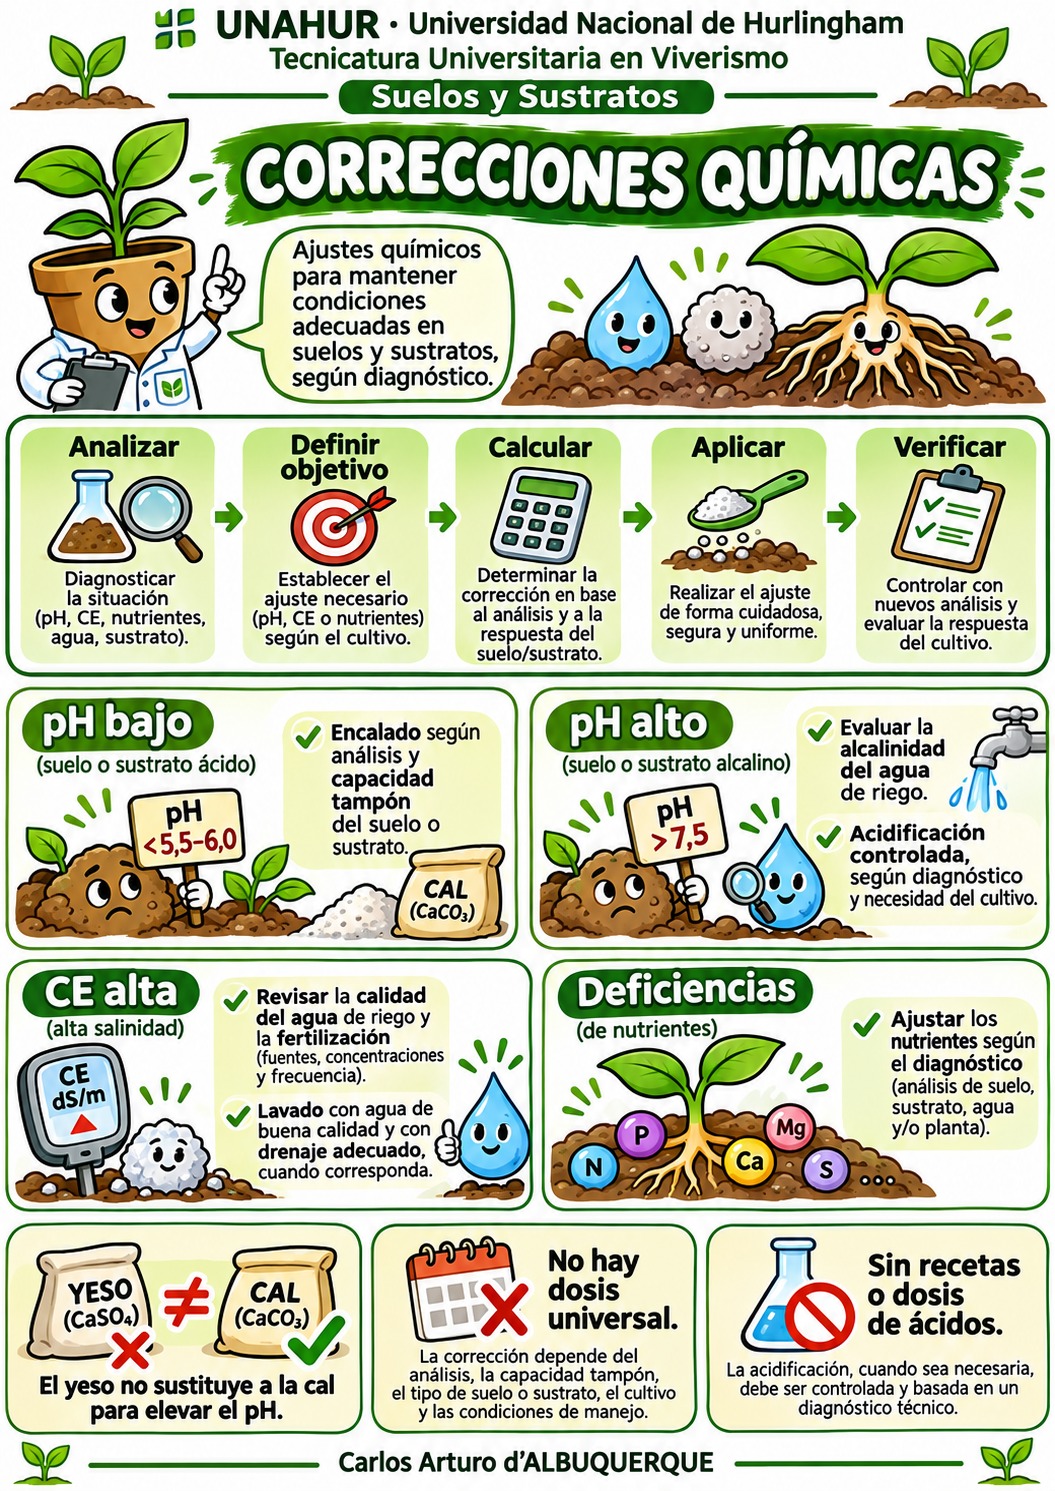 UNAHUR · Universidad Nacional de Hurlingham
Tecnicatura Universitaria en Viverismo
Suelos y Sustratos
CORRECCIONES QUÍMICAS
Ajustes químicos
para mantener
condiciones
adecuadas en
suelos y sustratos,
según diagnóstico.
Analizar
Diagnosticar
la situación
(pH, CE, nutrientes,
agua, sustrato).
Definir
objetivo
Establecer el
ajuste necesario
(pH, CE o nutrientes)
según el cultivo.
Calcular
Determinar la
corrección en base
al análisis y a la
respuesta del
suelo/sustrato.
Aplicar
Realizar el ajuste
de forma cuidadosa,
segura y uniforme.
Verificar
Controlar con
nuevos análisis y
evaluar la respuesta
del cultivo.
pH bajo
(suelo o sustrato ácido)
pH
<5,5–6,0
Encalado según
análisis y
capacidad
tampón
del suelo o
sustrato.
CAL
(CaCO₃)
pH alto
(suelo o sustrato alcalino)
pH
>7,5
Evaluar la
alcalinidad
del agua
de riego.
Acidificación
controlada,
según diagnóstico
y necesidad del cultivo.
CE alta
(alta salinidad)
CE
dS/m
Revisar la calidad
del agua de riego y
la fertilización
(fuentes, concentraciones
y frecuencia).
Lavado con agua de
buena calidad y con
drenaje adecuado,
cuando corresponda.
Deficiencias
(de nutrientes)
N
P
Ca
Mg
S
...
Ajustar los
nutrientes según
el diagnóstico
(análisis de suelo,
sustrato, agua
y/o planta).
YESO
(CaSO₄)
≠
CAL
(CaCO₃)
El yeso no sustituye a la cal
para elevar el pH.
No hay
dosis
universal.
La corrección depende del
análisis, la capacidad tampón,
el tipo de suelo o sustrato, el cultivo
y las condiciones de manejo.
Sin recetas
o dosis
de ácidos.
La acidificación, cuando sea necesaria,
debe ser controlada y basada en un
diagnóstico técnico.
Carlos Arturo d'ALBUQUERQUE